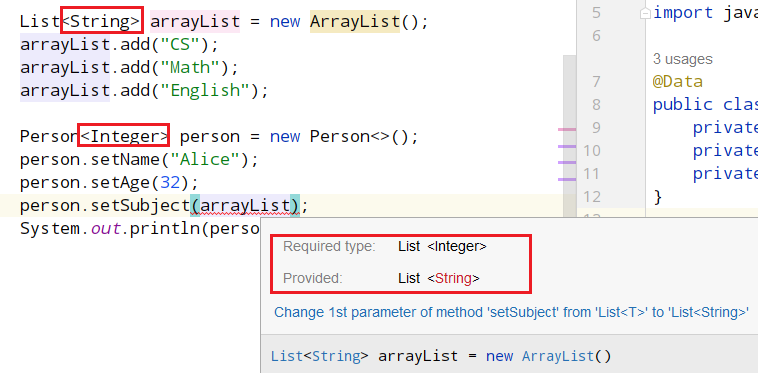 List<String> arrayList = new ArrayList();
arrayList.add("CS");
arrayList.add("Math");
arrayList.add("English");
Person<Integer> person = new Person<>();
person.setName("Alice");
person.setAge(32);
person.setSubject(arrayList);
System.out.println(perso
Required type: List <Integer>
Provided: List <String>
Change 1st parameter of method 'setSubject' from 'List<T>' to 'List<String>'
List<String> arrayList = new ArrayList()
5 import java
6
3 usages
7 @Data
8 public clas
9 private
10 private
11 private
12 }